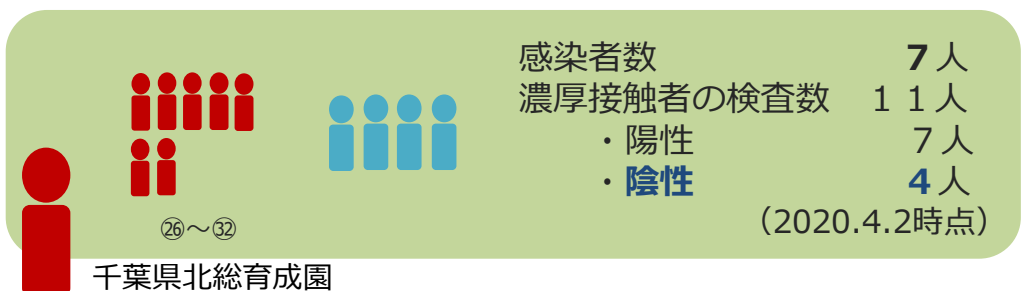 感染者数 7人
濃厚接触者の検査数 11人
・陽性 7人
・陰性 4人
（2020.4.2時点）
㉖～㉜
千葉県北総育成園